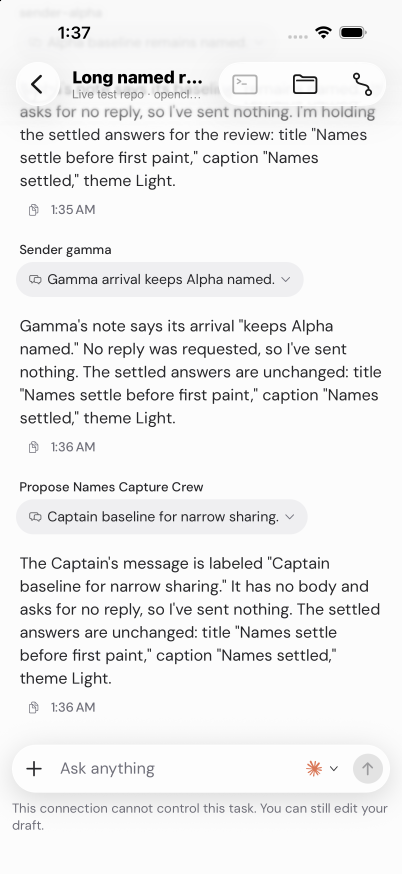 1:37
Long named r...
Live test repo · opencl...
asks for no reply, so I've sent nothing. I'm holding
the settled answers for the review: title "Names
settle before first paint," caption "Names
settled," theme Light.
1:35 AM
Sender gamma
Gamma arrival keeps Alpha named.
Gamma's note says its arrival "keeps Alpha
named." No reply was requested, so I've sent
nothing. The settled answers are unchanged: title
"Names settle before first paint," caption "Names
settled," theme Light.
1:36 AM
Propose Names Capture Crew
Captain baseline for narrow sharing.
The Captain's message is labeled "Captain
baseline for narrow sharing." It has no body and
asks for no reply, so I've sent nothing. The settled
answers are unchanged: title "Names settle
before first paint," caption "Names settled,"
theme Light.
1:36 AM
Ask anything
This connection cannot control this task. You can still edit your
draft.